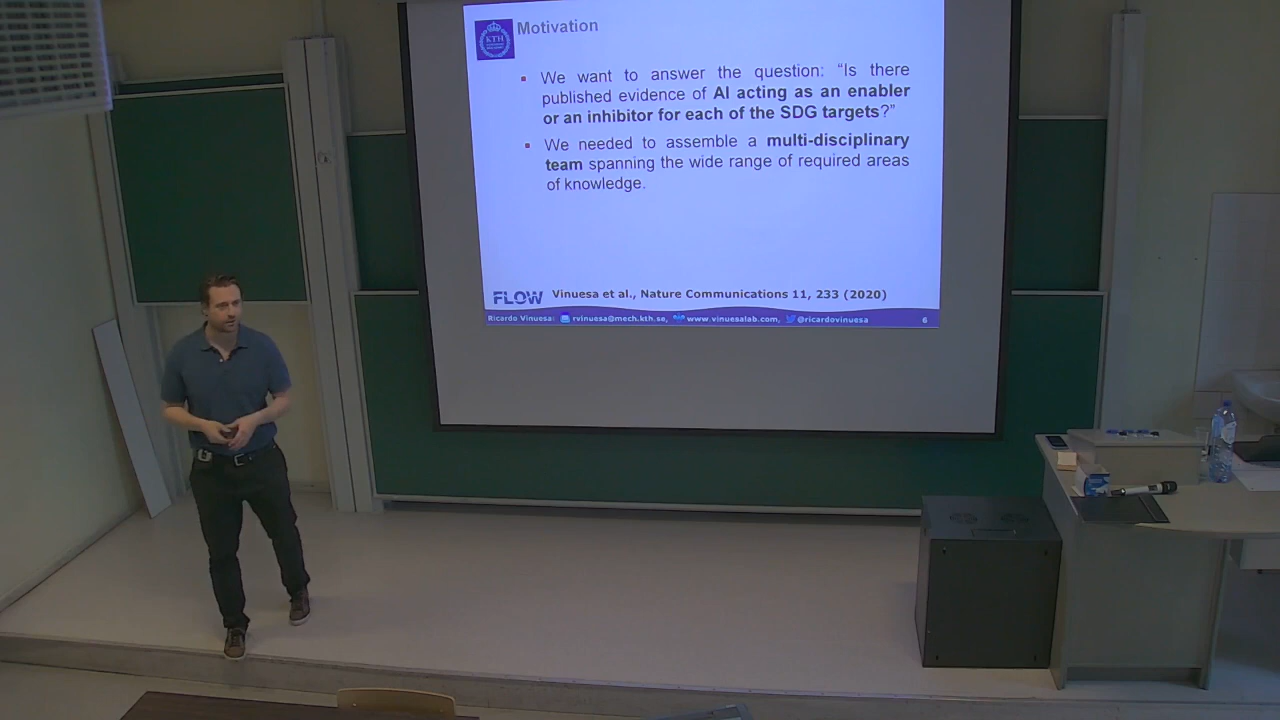 KTH
Motivation
▪ We want to answer the question: “Is there
published evidence of AI acting as an enabler
or an inhibitor for each of the SDG targets?”
▪ We needed to assemble a multi-disciplinary
team spanning the wide range of required areas
of knowledge.
FLOW Vinuesa et al., Nature Communications 11, 233 (2020)
Ricardo Vinuesa: rvinuesa@mech.kth.se, www.vinuesalab.com, @ricardovinuesa 6